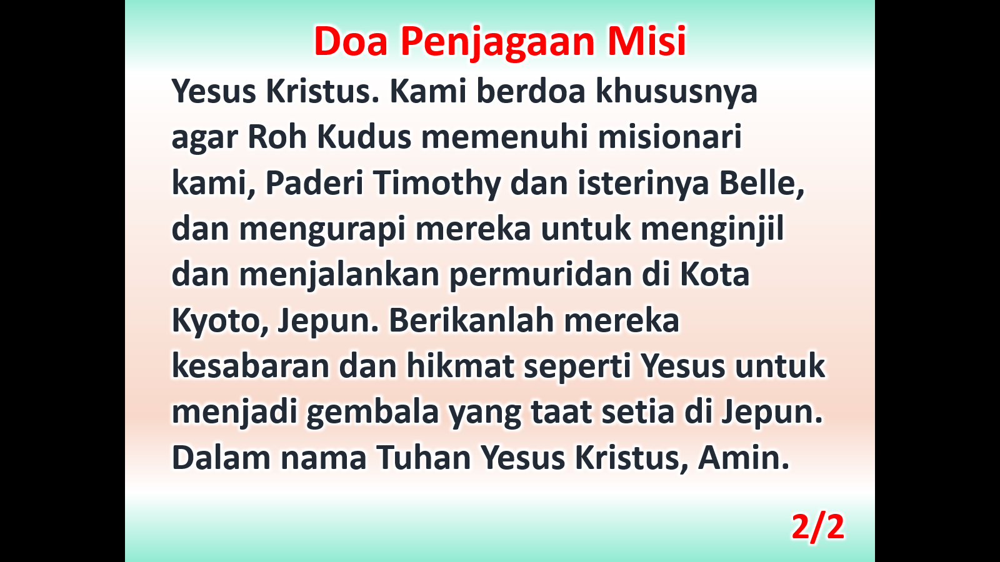 Doa Penjagaan Misi
Yesus Kristus. Kami berdoa khususnya
agar Roh Kudus memenuhi misionari
kami, Paderi Timothy dan isterinya Belle,
dan mengurapi mereka untuk menginjil
dan menjalankan permuridan di Kota
Kyoto, Jepun. Berikanlah mereka
kesabaran dan hikmat seperti Yesus untuk
menjadi gembala yang taat setia di Jepun.
Dalam nama Tuhan Yesus Kristus, Amin.
2/2